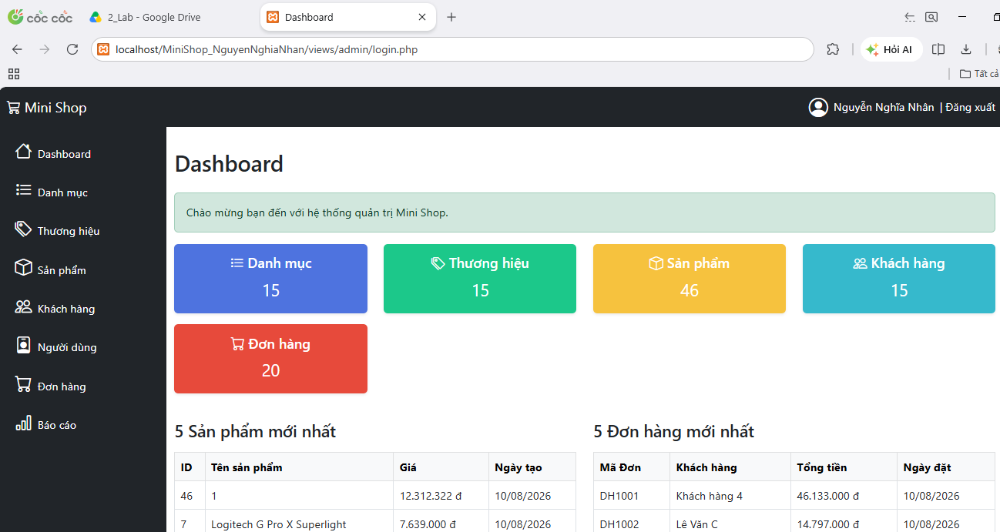 cốc cốc
2_Lab - Google Drive
Dashboard
localhost/MiniShop_NguyenNghiaNhan/views/admin/login.php
Hỏi AI
Tất cả
Mini Shop
Nguyễn Nghĩa Nhân | Đăng xuất
Dashboard
Danh mục
Thương hiệu
Sản phẩm
Khách hàng
Người dùng
Đơn hàng
Báo cáo
Dashboard
Chào mừng bạn đến với hệ thống quản trị Mini Shop.
Danh mục
15
Thương hiệu
15
Sản phẩm
46
Khách hàng
15
Đơn hàng
20
5 Sản phẩm mới nhất
ID Tên sản phẩm Giá Ngày tạo
46 1 12.312.322 đ 10/08/2026
7 Logitech G Pro X Superlight 7.639.000 đ 10/08/2026
5 Đơn hàng mới nhất
Mã Đơn Khách hàng Tổng tiền Ngày đặt
DH1001 Khách hàng 4 46.133.000 đ 10/08/2026
DH1002 Lê Văn C 14.797.000 đ 10/08/2026